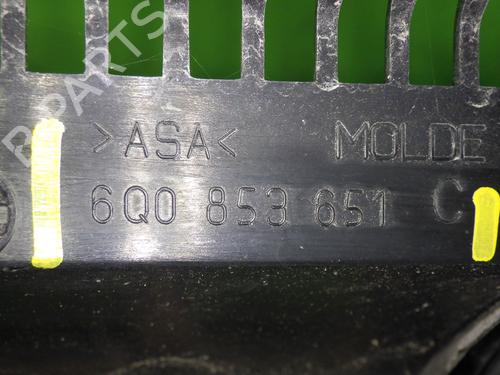 B-PARTS
>ASA< MOLDE
6Q0 853 651 C